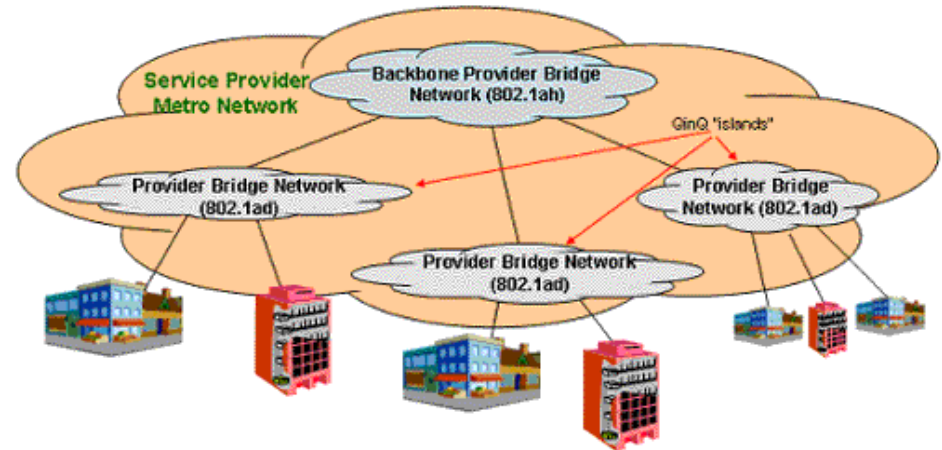 Backbone Provider Bridge
Network (802.1ah)
Service Provider
Metro Network
QinQ "islands"
Provider Bridge Network
(802.1ad)
Provider Bridge
Network (802.1ad)
Provider Bridge Network
(802.1ad)